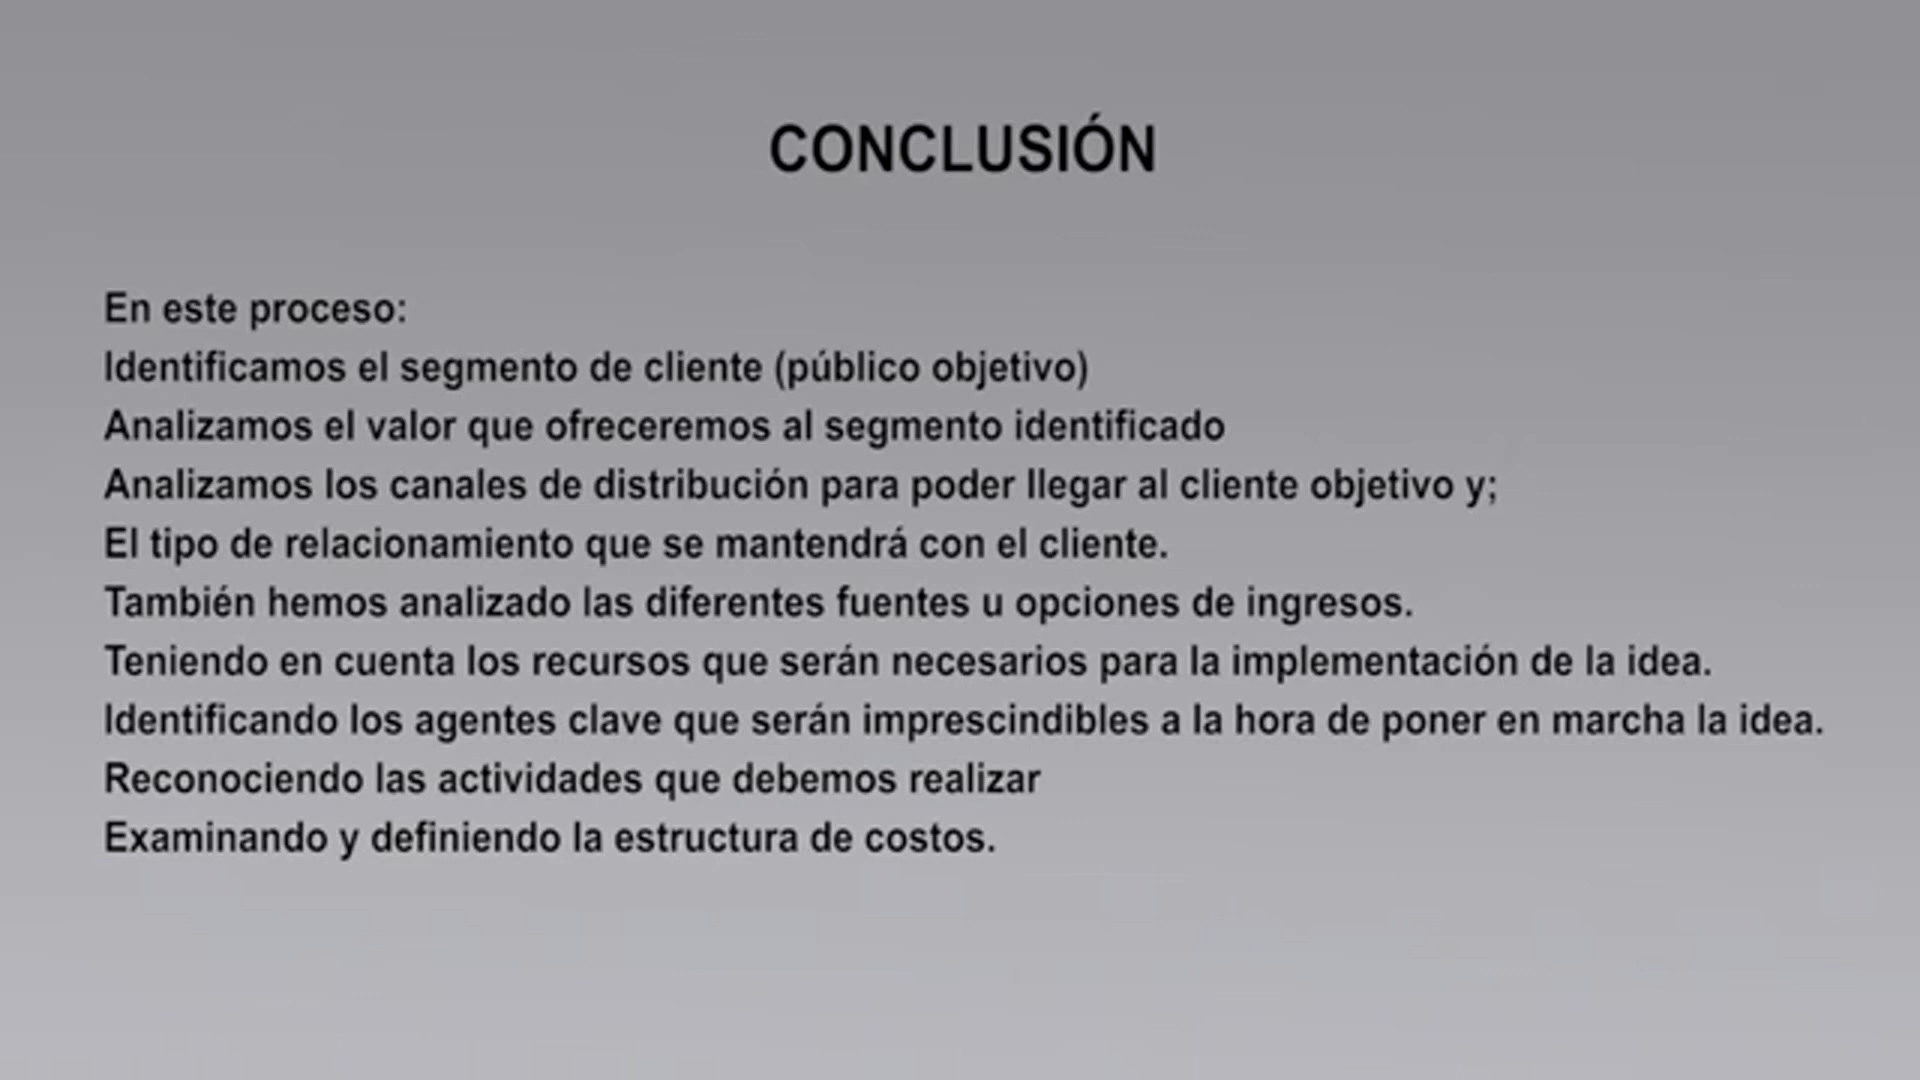 CONCLUSIÓN
En este proceso:
Identificamos el segmento de cliente (público objetivo)
Analizamos el valor que ofreceremos al segmento identificado
Analizamos los canales de distribución para poder llegar al cliente objetivo y;
El tipo de relacionamiento que se mantendrá con el cliente.
También hemos analizado las diferentes fuentes u opciones de ingresos.
Teniendo en cuenta los recursos que serán necesarios para la implementación de la idea.
Identificando los agentes clave que serán imprescindibles a la hora de poner en marcha la idea.
Reconociendo las actividades que debemos realizar
Examinando y definiendo la estructura de costos.